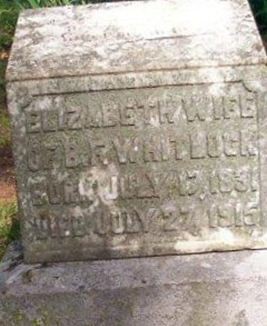 ELIZABETH WIFE
OF B.F. WHITLOCK
BORN JULY 17, 1831
DIED JULY 27, 1915